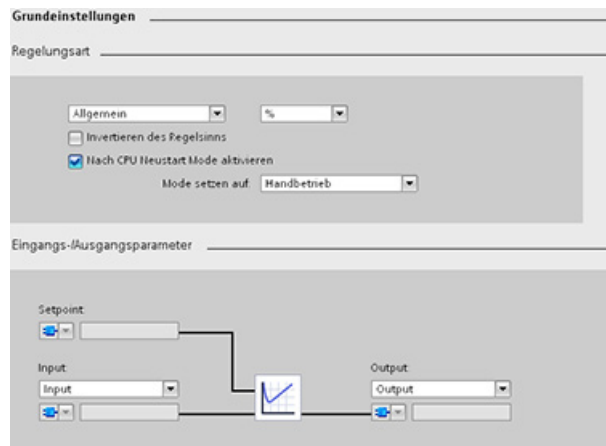 Grundeinstellungen
Regelungsart
Allgemein %
Invertieren des Regelsinns
Nach CPU Neustart Mode aktivieren
Mode setzen auf: Handbetrieb
Eingangs-/Ausgangsparameter
Setpoint:
Input: Output:
Input Output